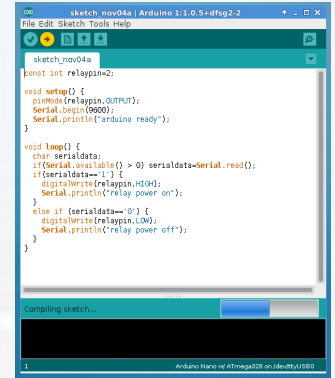 sketch_nov04a | Arduino 1:1.0.5+dfsg2-2
File Edit Sketch Tools Help
sketch_nov04a
const int relaypin=2;
void setup() {
pinMode(relaypin,OUTPUT);
Serial.begin(9600);
Serial.println("arduino ready");
}
void loop() {
char serialdata;
if(Serial.available() > 0) serialdata=Serial.read();
if(serialdata=='1') {
digitalWrite(relaypin,HIGH);
Serial.println("relay power on");
}
else if (serialdata=='0') {
digitalWrite(relaypin,LOW);
Serial.println("relay power off");
}
}
Compiling sketch...
1 Arduino Nano w/ ATmega328 on /dev/ttyUSB0